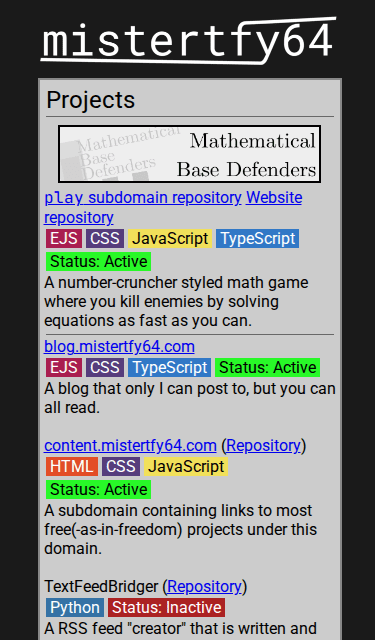 mistertfy64
Projects
Mathematical
Base
Defenders
Mathematical
Base Defenders
play subdomain repository Website
repository
EJS CSS JavaScript TypeScript
Status: Active
A number-cruncher styled math game
where you kill enemies by solving
equations as fast as you can.
blog.mistertfy64.com
EJS CSS TypeScript Status: Active
A blog that only I can post to, but you can
all read.
content.mistertfy64.com (Repository)
HTML CSS JavaScript
Status: Active
A subdomain containing links to most
free(-as-in-freedom) projects under this
domain.
TextFeedBridger (Repository)
Python Status: Inactive
A RSS feed "creator" that is written and